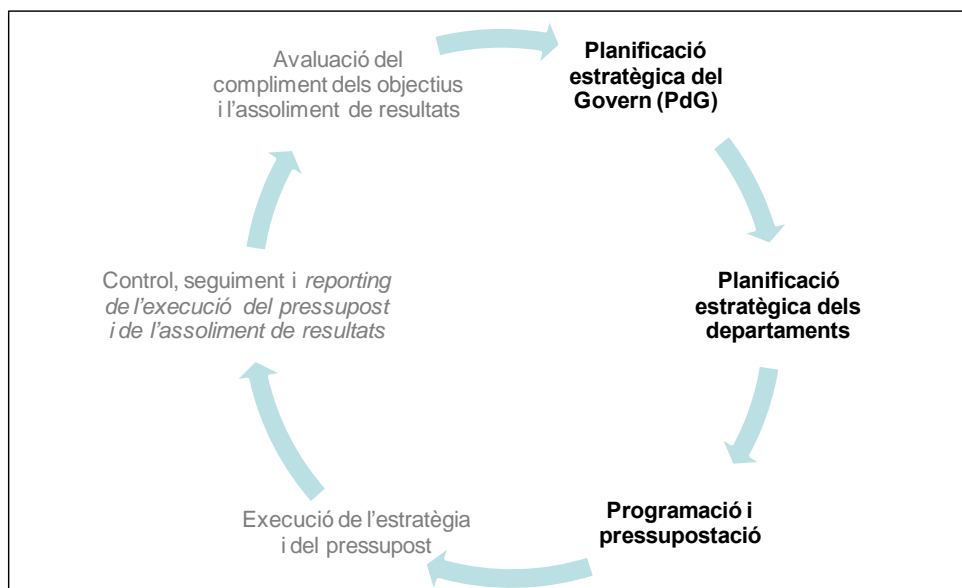 Avaluació del
compliment dels objectius
i l'assoliment de resultats
Planificació
estratègica del
Govern (PdG)
Planificació
estratègica dels
departaments
Programació i
pressupostació
Execució de l'estratègia
i del pressupost
Control, seguiment i reporting
de l'execució del pressupost
i de l'assoliment de resultats